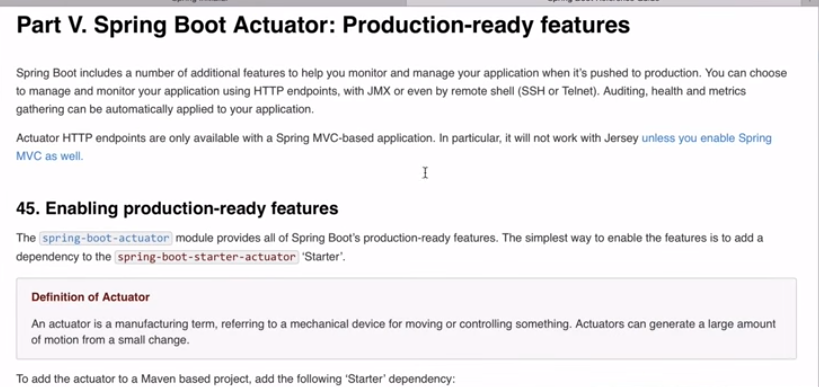 Part V. Spring Boot Actuator: Production-ready features
Spring Boot includes a number of additional features to help you monitor and manage your application when it's pushed to production. You can choose
to manage and monitor your application using HTTP endpoints, with JMX or even by remote shell (SSH or Telnet). Auditing, health and metrics
gathering can be automatically applied to your application.
Actuator HTTP endpoints are only available with a Spring MVC-based application. In particular, it will not work with Jersey unless you enable Spring
MVC as well.
45. Enabling production-ready features
The spring-boot-actuator module provides all of Spring Boot's production-ready features. The simplest way to enable the features is to add a
dependency to the spring-boot-starter-actuator 'Starter'.
Definition of Actuator
An actuator is a manufacturing term, referring to a mechanical device for moving or controlling something. Actuators can generate a large amount
of motion from a small change.
To add the actuator to a Maven based project, add the following 'Starter' dependency: